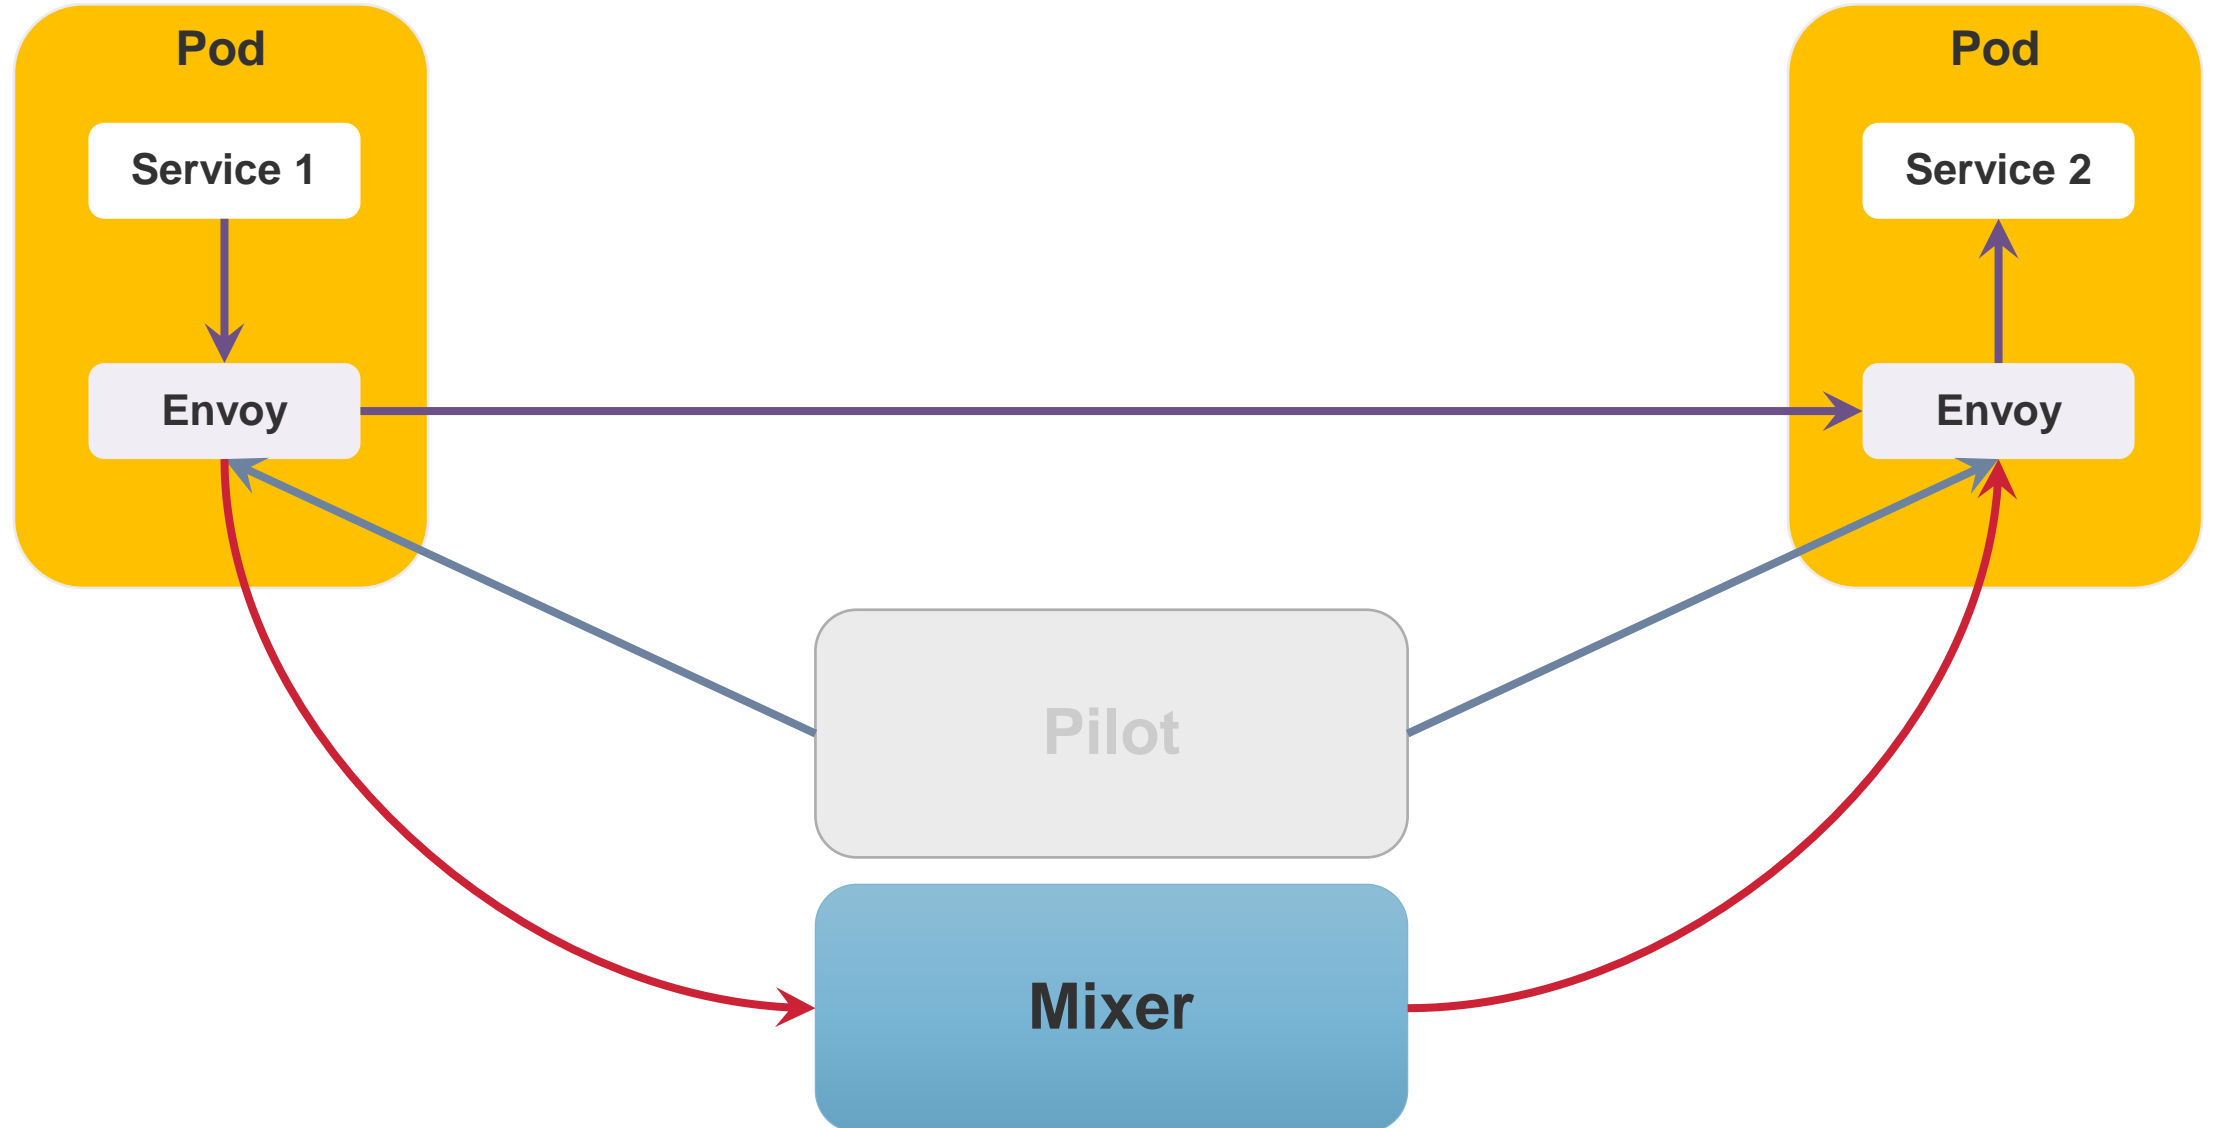 Pod
Pod
Service 1
Service 2
Envoy
Envoy
Pilot
Mixer